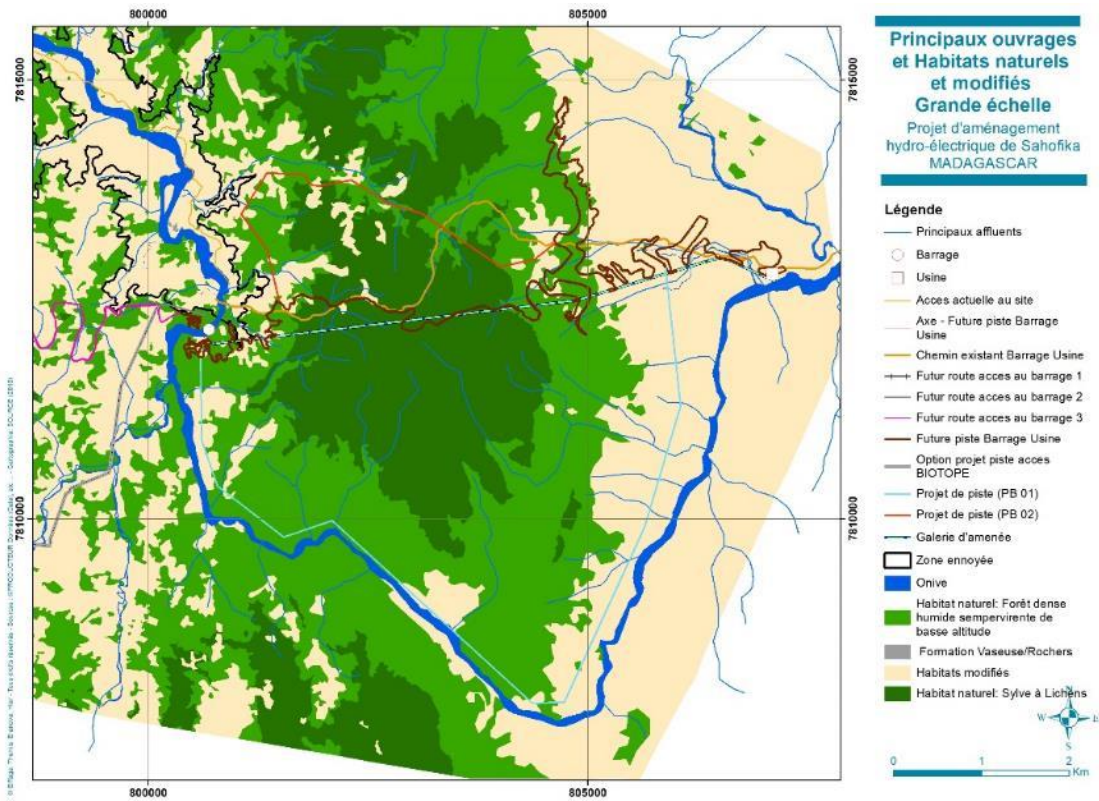 800000
805000
7815000
7815000
7810000
7810000
800000
805000
Principaux ouvrages
et Habitats naturels
et modifiés
Grande échelle
Projet d'aménagement
hydro-électrique de Sahofika
MADAGASCAR
Légende
Principaux affluents
Barrage
Usine
Acces actuelle au site
Axe - Future piste Barrage
Usine
Chemin existant Barrage Usine
Futur route acces au barrage 1
Futur route acces au barrage 2
Futur route acces au barrage 3
Future piste Barrage Usine
Option projet piste acces
BIOTOPE
Projet de piste (PB 01)
Projet de piste (PB 02)
Galerie d'amenée
Zone ennoyée
Onive
Habitat naturel: Forêt dense
humide sempervirente de
basse altitude
Formation Vaseuse/Rochers
Habitats modifiés
Habitat naturel: Sylve à Lichens
N
W E
S
0 1 2
Km